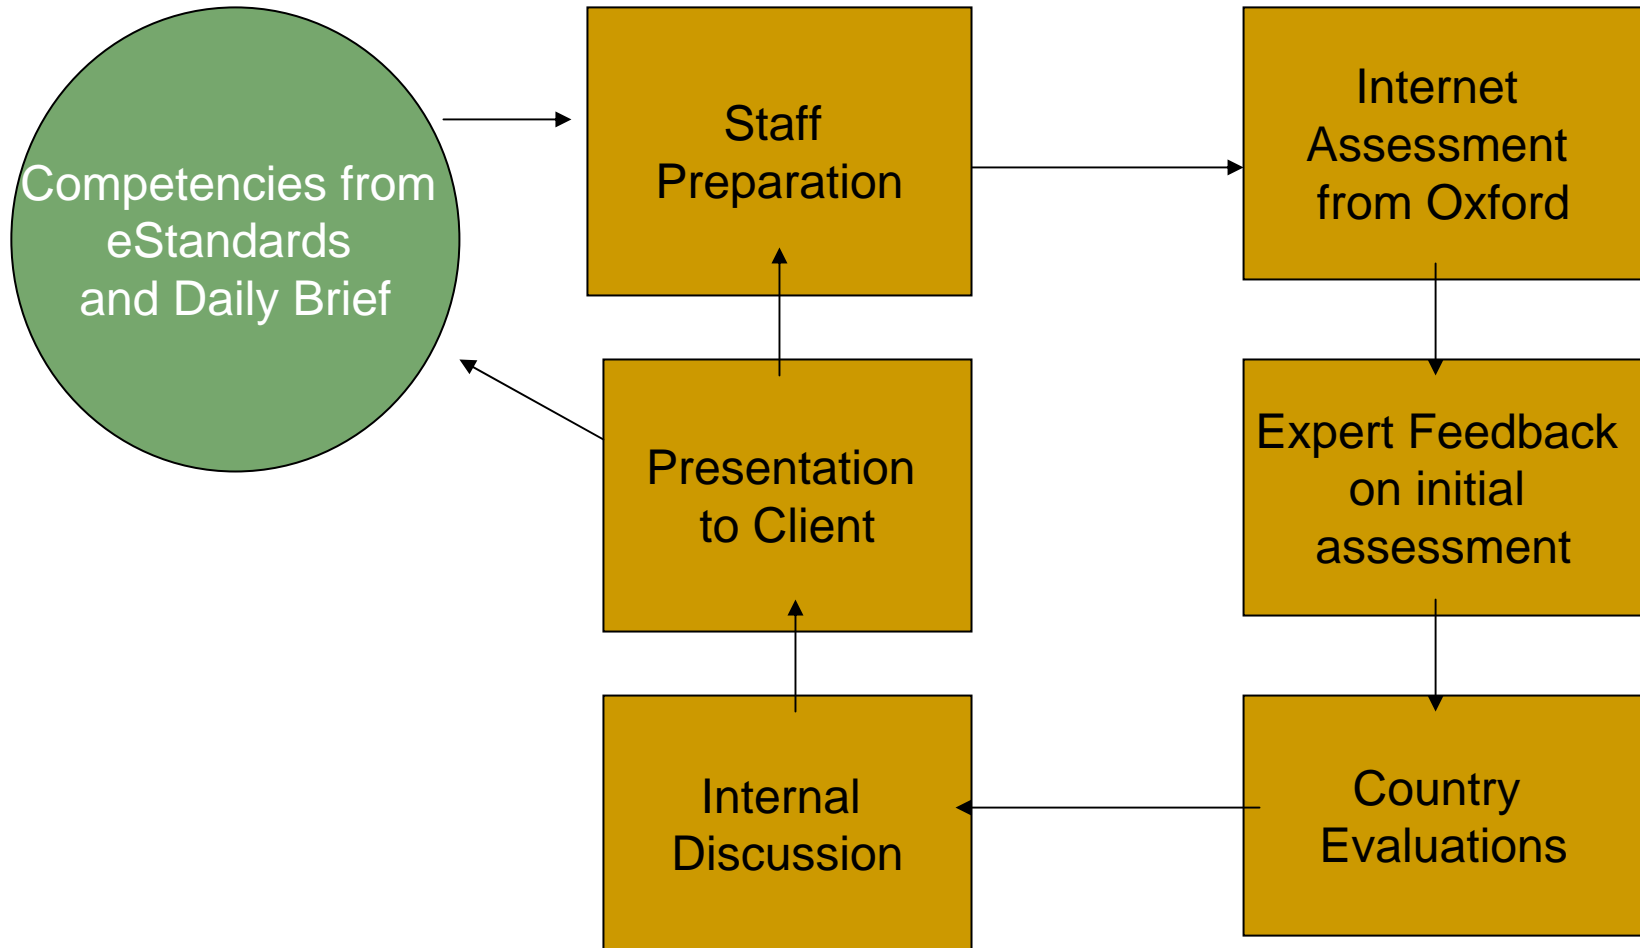 Competencies from
eStandards
and Daily Brief
Staff
Preparation
Internet
Assessment
from Oxford
Presentation
to Client
Expert Feedback
on initial
assessment
Internal
Discussion
Country
Evaluations